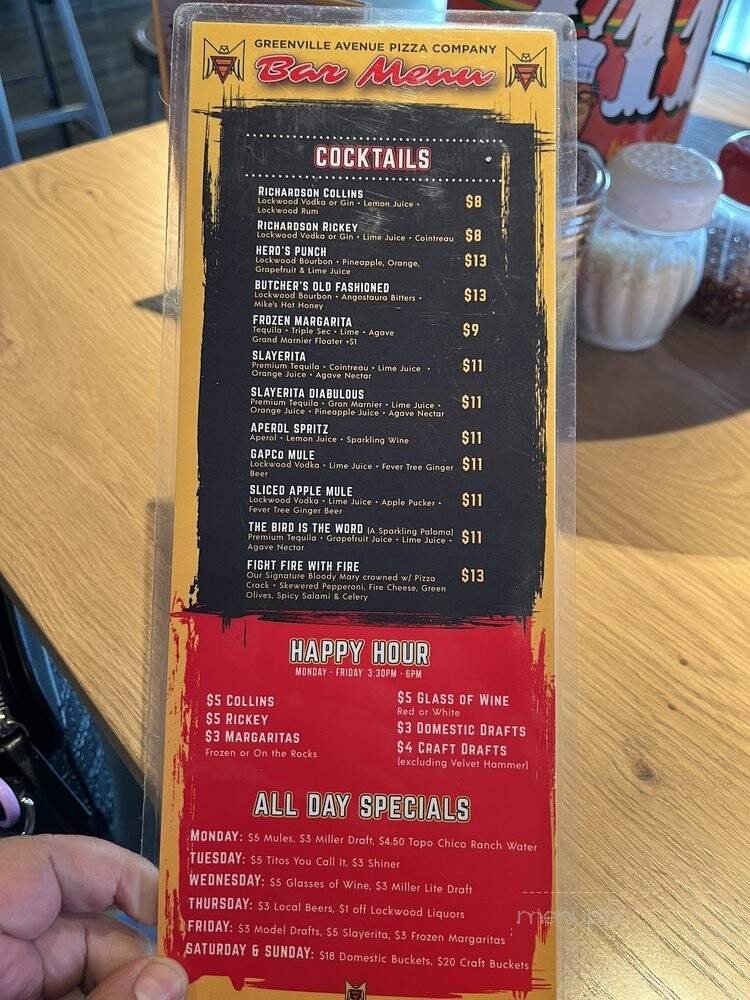 GREENVILLE AVENUE PIZZA COMPANY
Bar Menu
COCKTAILS
RICHARDSON COLLINS $8
Lockwood Vodka or Gin • Lemon Juice •
Lockwood Rum
RICHARDSON RICKEY $8
Lockwood Vodka or Gin • Lime Juice • Cointreau
HERO'S PUNCH $13
Lockwood Bourbon • Pineapple, Orange,
Grapefruit & Lime Juice
BUTCHER'S OLD FASHIONED $13
Lockwood Bourbon • Angostaura Bitters •
Mike's Hot Honey
FROZEN MARGARITA $9
Tequila • Triple Sec • Lime • Agave
Grand Marnier Floater +$1
SLAYERITA $11
Premium Tequila • Cointreau • Lime Juice •
Orange Juice • Agave Nectar
SLAYERITA DIABULOUS $11
Premium Tequila • Gran Marnier • Lime Juice •
Orange Juice • Pineapple Juice • Agave Nectar
APEROL SPRITZ $11
Aperol • Lemon Juice • Sparkling Wine
GAPCo MULE $11
Lockwood Vodka • Lime Juice • Fever Tree Ginger
Beer
SLICED APPLE MULE $11
Lockwood Vodka • Lime Juice • Apple Pucker •
Fever Tree Ginger Beer
THE BIRD IS THE WORD (A Sparkling Paloma) $11
Premium Tequila • Grapefruit Juice • Lime Juice •
Agave Nectar
FIGHT FIRE WITH FIRE $13
Our Signature Bloody Mary crowned w/ Pizza
Crack • Skewered Pepperoni, Fire Cheese, Green
Olives, Spicy Salami & Celery
HAPPY HOUR
MONDAY - FRIDAY 3:30PM - 6PM
$5 COLLINS
$5 RICKEY
$3 MARGARITAS
Frozen or On the Rocks
$5 GLASS OF WINE
Red or White
$3 DOMESTIC DRAFTS
$4 CRAFT DRAFTS
(excluding Velvet Hammer)
ALL DAY SPECIALS
MONDAY: $5 Mules, $3 Miller Draft, $4.50 Topo Chico Ranch Water
TUESDAY: $5 Titos You Call It, $3 Shiner
WEDNESDAY: $5 Glasses of Wine, $3 Miller Lite Draft
THURSDAY: $3 Local Beers, $1 off Lockwood Liquors
FRIDAY: $3 Model Drafts, $5 Slayerita, $3 Frozen Margaritas
SATURDAY & SUNDAY: $18 Domestic Buckets, $20 Craft Buckets